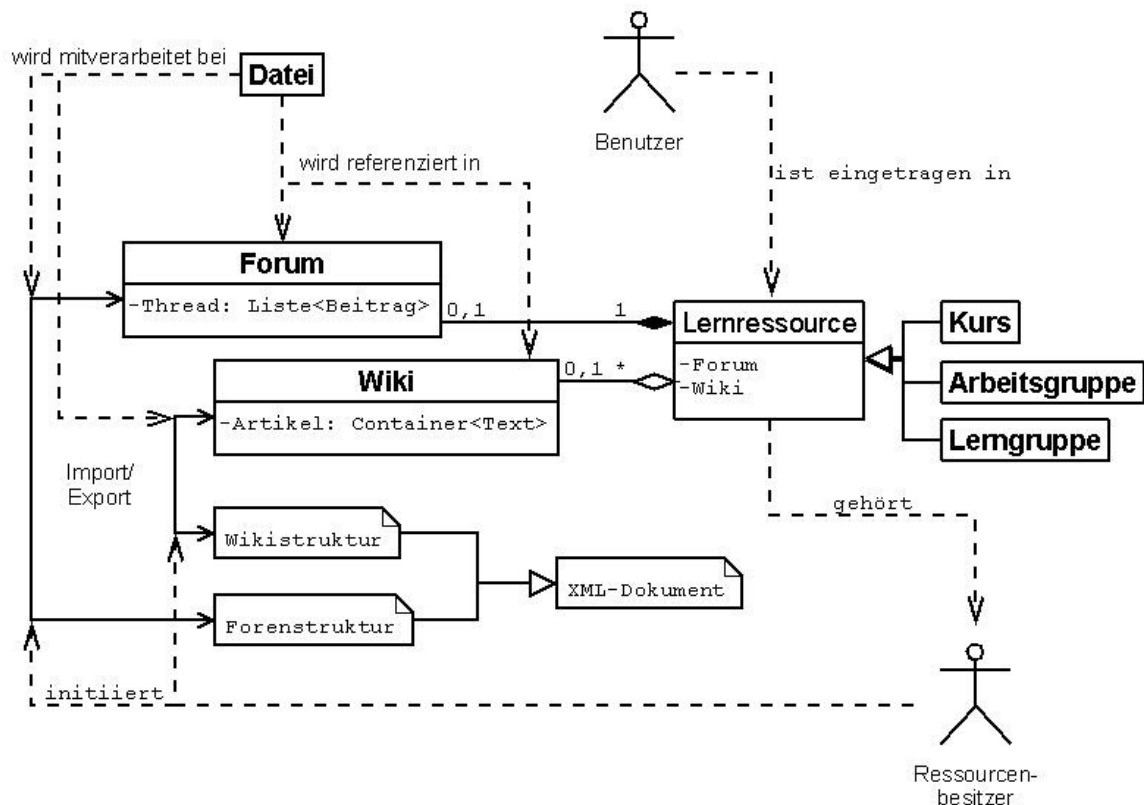 wird mitverarbeitet bei
Datei
Benutzer
wird referenziert in
ist eingetragen in
Forum
-Thread: Liste<Beitrag>
0,1
1
Lernressource
-Forum
-Wiki
Kurs
Arbeitsgruppe
Lerngruppe
Wiki
-Artikel: Container<Text>
0,1 *
Import/
Export
gehört
Wikistruktur
XML-Dokument
Forenstruktur
initiiert
Ressourcen-
besitzer